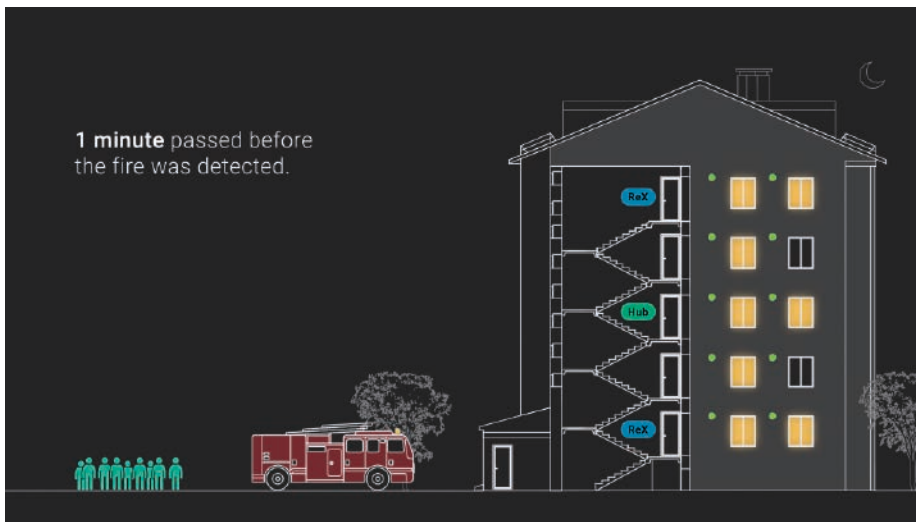 1 minute passed before
the fire was detected.
ReX
Hub
ReX